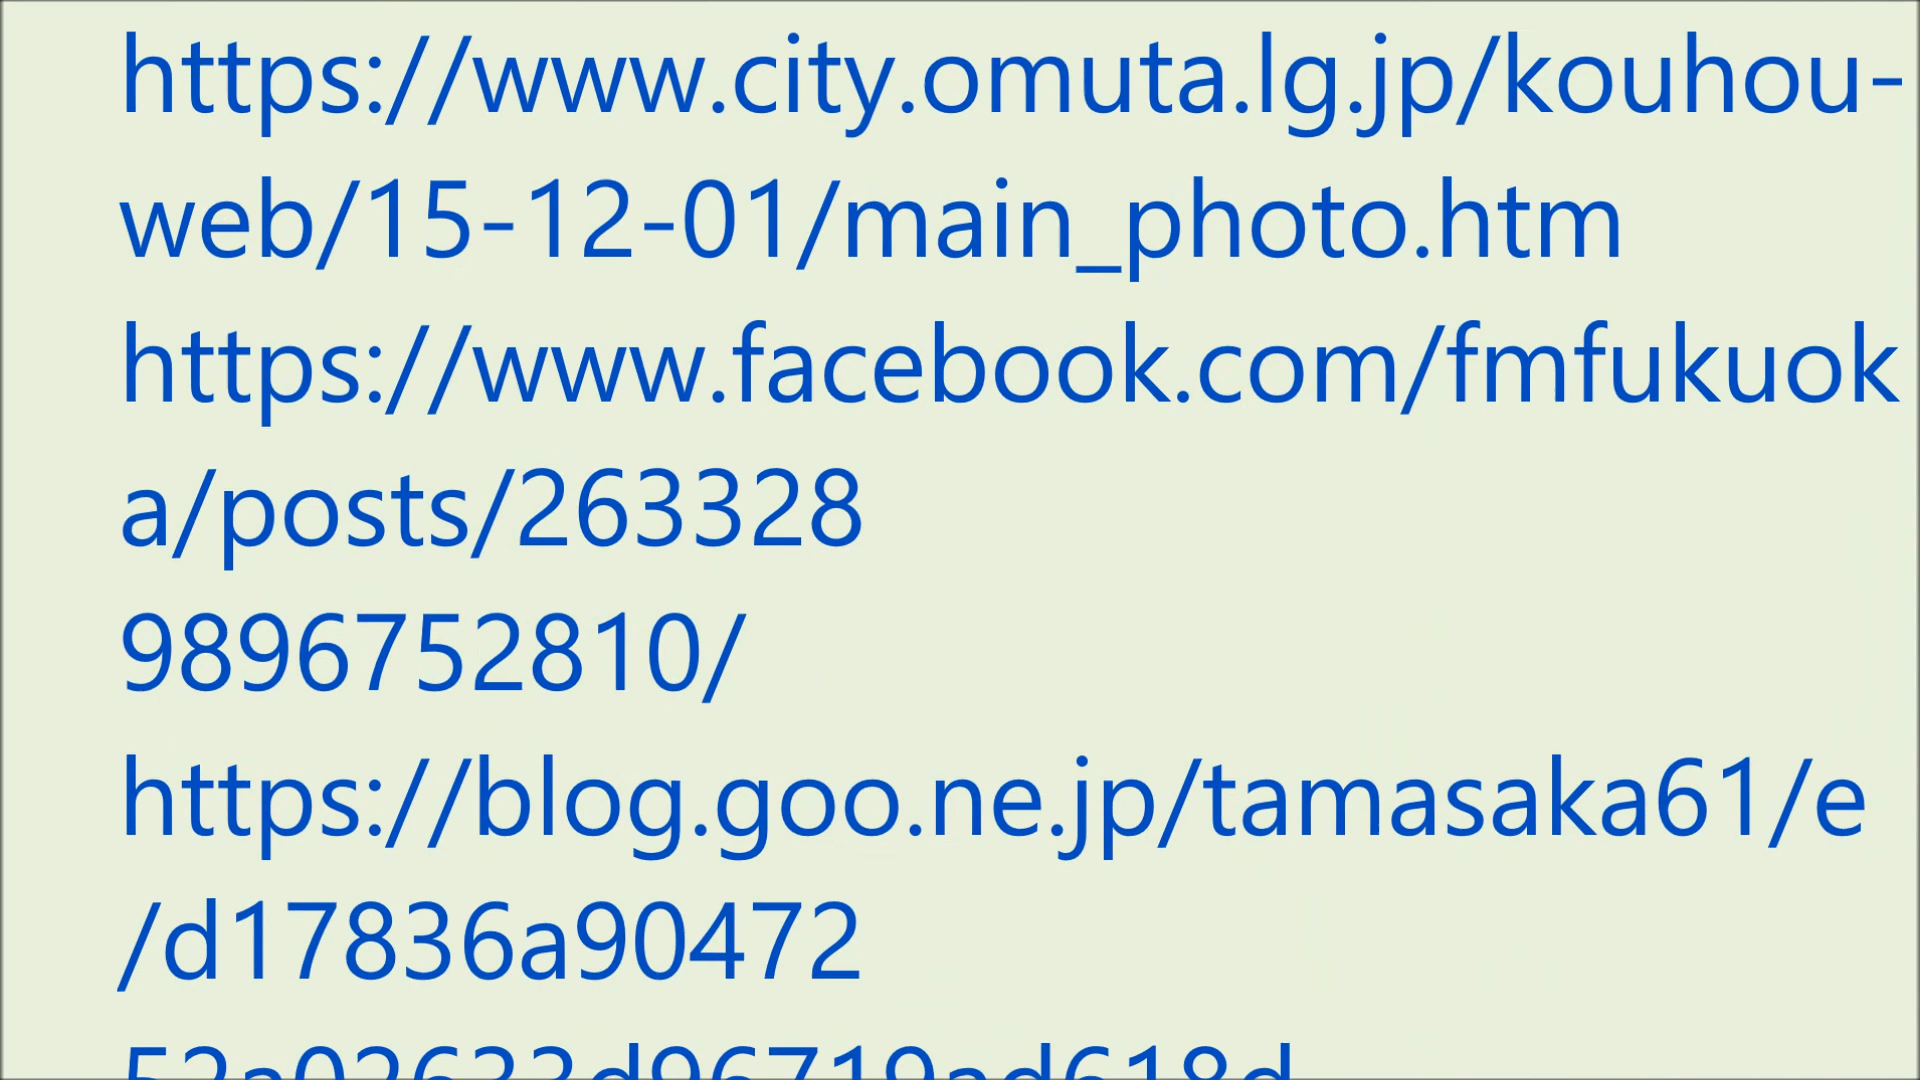 https://www.city.omuta.lg.jp/kouhou-
web/15-12-01/main_photo.htm
https://www.facebook.com/fmfukuok
a/posts/263328
9896752810/
https://blog.goo.ne.jp/tamasaka61/e
/d17836a90472